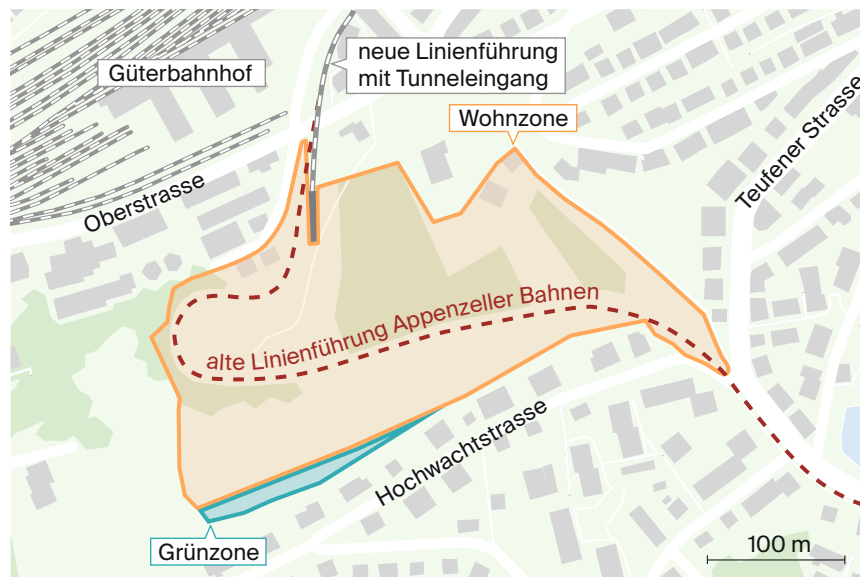 Güterbahnhof
neue Linienführung
mit Tunneleingang
Wohnzone
Oberstrasse
Teufener Strasse
alte Linienführung Appenzeller Bahnen
Hochwachtstrasse
Grünzone
100 m